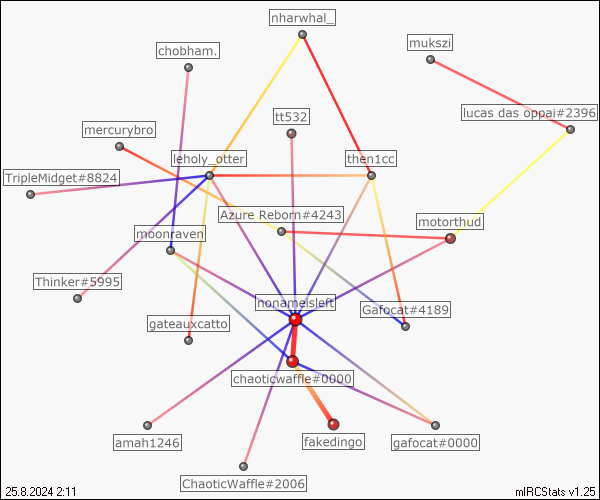 nharwhal_
mukszi
chobham.
lucas das oppai#2396
tt532
mercurybro
leholy_otter
then1cc
TripleMidget#8824
Azure Reborn#4243
motorthud
moonraven
Thinker#5995
nonameisleft
Gafocat#4189
gateauxcatto
chaoticwaffle#0000
amah1246
fakedingo
gafocat#0000
ChaoticWaffle#2006
25.8.2024 2:11
mIRCStats v1.25